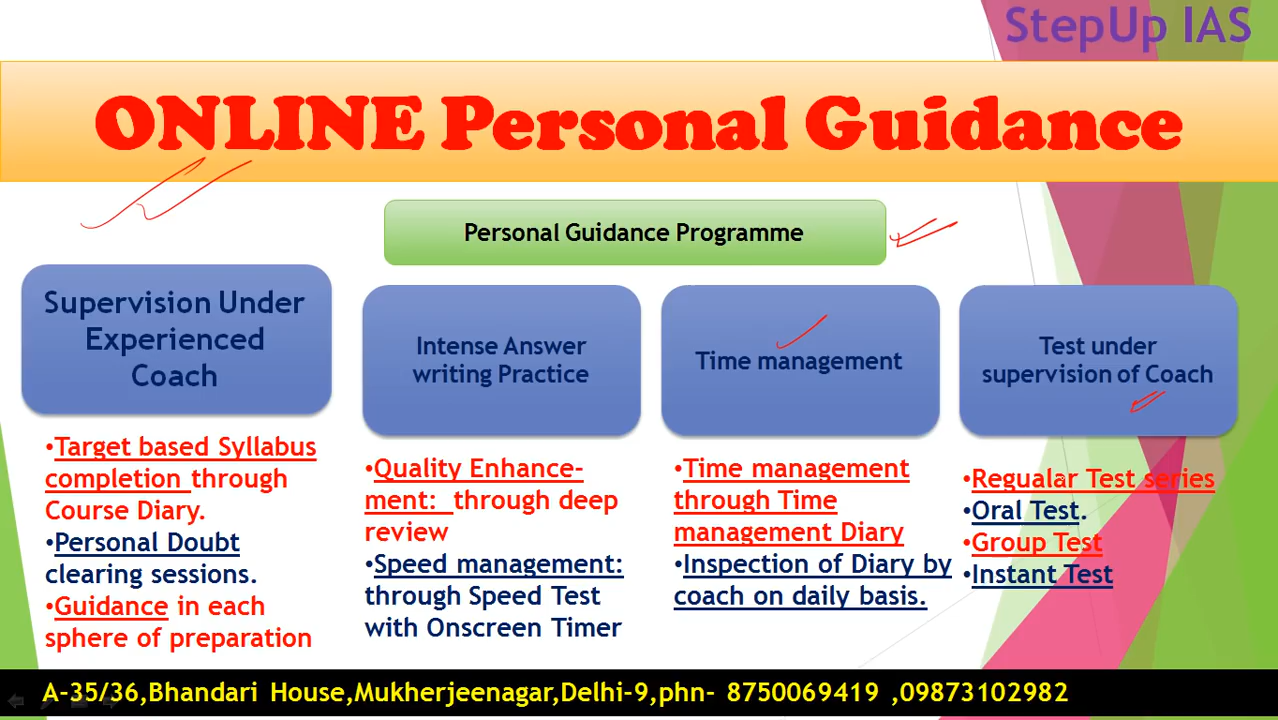 StepUp IAS
ONLINE Personal Guidance
Personal Guidance Programme
Supervision Under
Experienced
Coach
•Target based Syllabus
completion through
Course Diary.
•Personal Doubt
clearing sessions.
•Guidance in each
sphere of preparation
Intense Answer
writing Practice
•Quality Enhance-
ment: through deep
review
•Speed management:
through Speed Test
with Onscreen Timer
Time management
•Time management
through Time
management Diary
•Inspection of Diary by
coach on daily basis.
Test under
supervision of Coach
•Regualar Test series
•Oral Test.
•Group Test
•Instant Test
A-35/36,Bhandari House,Mukherjeenagar,Delhi-9,phn- 8750069419 ,09873102982